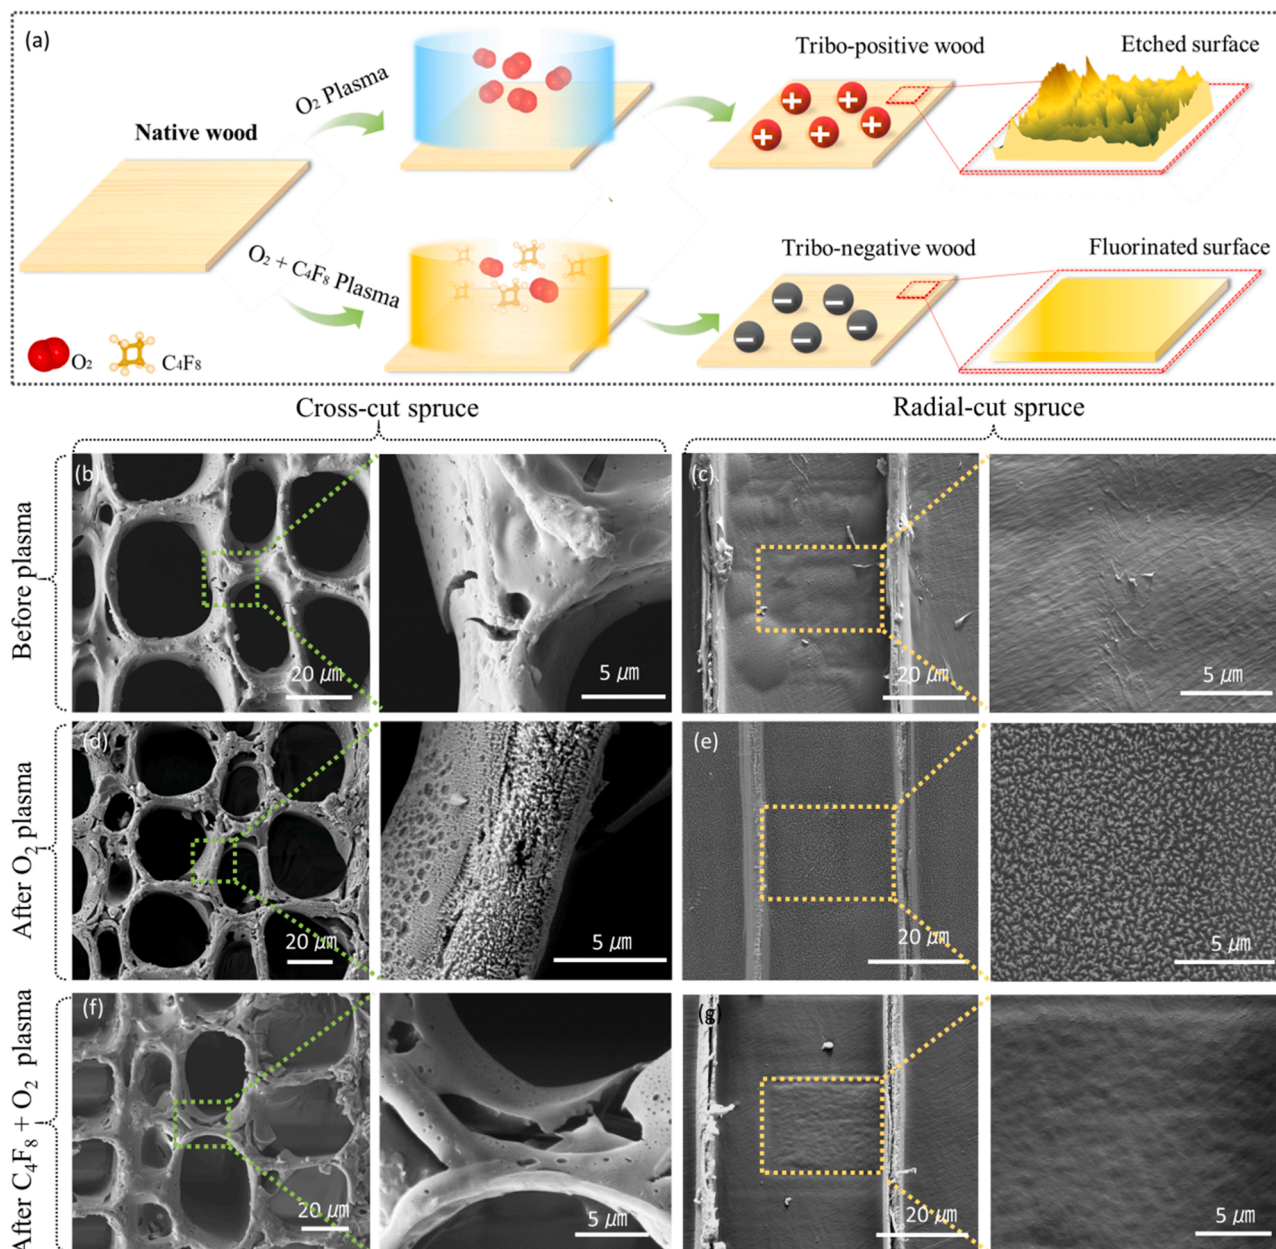 (a)
Native wood
O₂ Plasma
O₂ + C₄F₈ Plasma
Tribo-positive wood
Etched surface
Tribo-negative wood
Fluorinated surface
O₂
C₄F₈
Cross-cut spruce
Radial-cut spruce
Before plasma
(b)
20 μm
5 μm
(c)
20 μm
5 μm
After O₂ plasma
(d)
20 μm
5 μm
(e)
20 μm
5 μm
After C₄F₈ + O₂ plasma
(f)
20 μm
5 μm
(g)
20 μm
5 μm